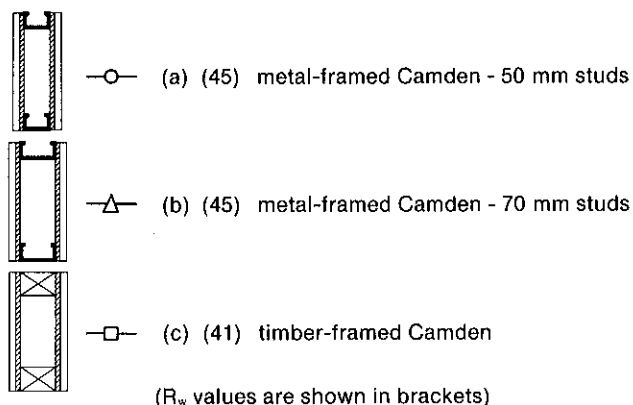 (a) (45) metal-framed Camden - 50 mm studs
(b) (45) metal-framed Camden - 70 mm studs
(c) (41) timber-framed Camden
(Rw values are shown in brackets)